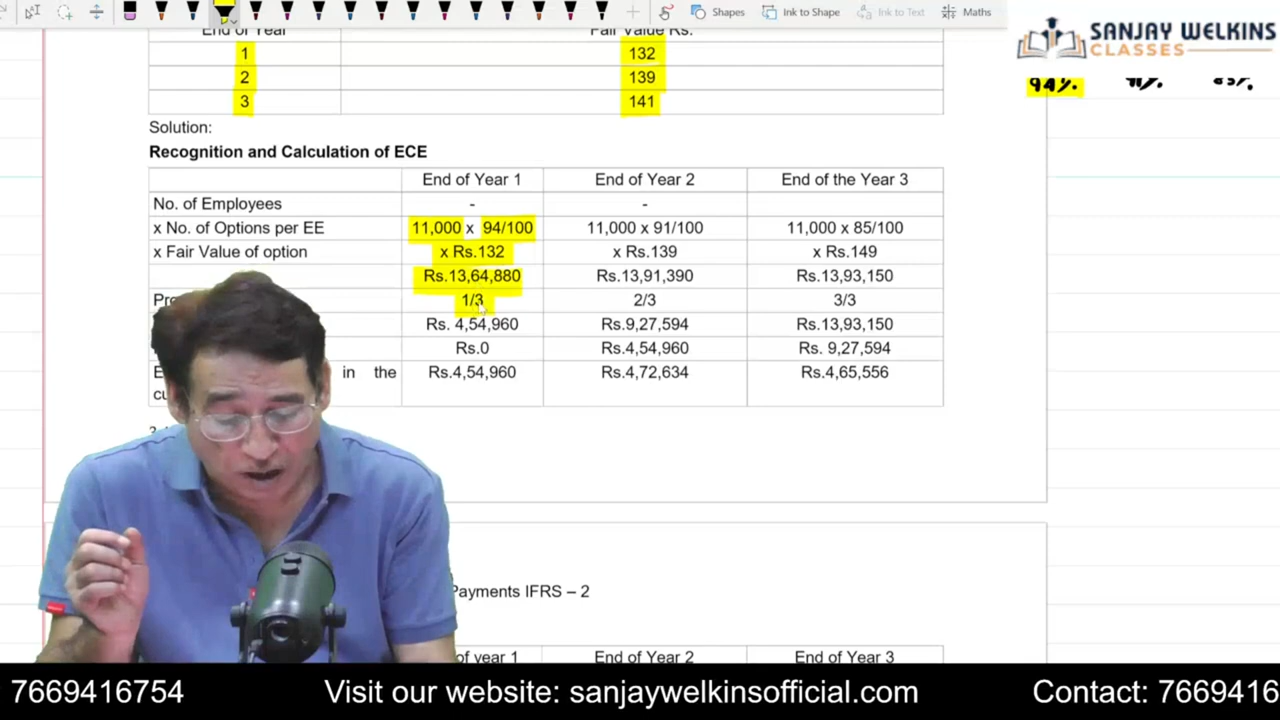 Shapes Ink to Shape Ink to Text Maths
SANJAY WELKINS
CLASSES
End of Year Fair Value Rs.
1 132
2 139
3 141
94%. 91%. 85%.
Solution:
Recognition and Calculation of ECE
End of Year 1 End of Year 2 End of the Year 3
No. of Employees - -
x No. of Options per EE 11,000 x 94/100 11,000 x 91/100 11,000 x 85/100
x Fair Value of option x Rs.132 x Rs.139 x Rs.149
Rs.13,64,880 Rs.13,91,390 Rs.13,93,150
1/3 2/3 3/3
Rs. 4,54,960 Rs.9,27,594 Rs.13,93,150
Rs.0 Rs.4,54,960 Rs. 9,27,594
in the Rs.4,54,960 Rs.4,72,634 Rs.4,65,556
Payments IFRS – 2
of year 1 End of Year 2 End of Year 3
7669416754 Visit our website: sanjaywelkinsofficial.com Contact: 7669416